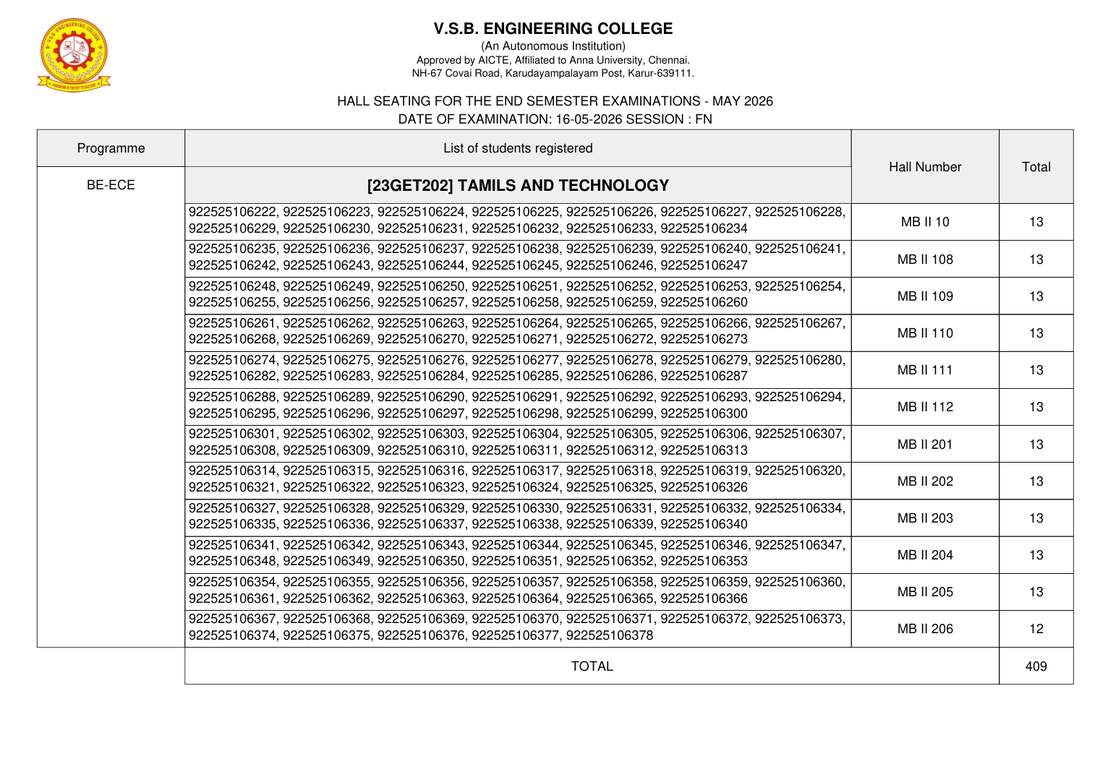 V.S.B. ENGINEERING COLLEGE
(An Autonomous Institution)
Approved by AICTE, Affiliated to Anna University, Chennai.
NH-67 Covai Road, Karudayampalayam Post, Karur-639111.
HALL SEATING FOR THE END SEMESTER EXAMINATIONS - MAY 2026
DATE OF EXAMINATION: 16-05-2026 SESSION : FN
Programme
List of students registered
Hall Number
Total
BE-ECE
[23GET202] TAMILS AND TECHNOLOGY
922525106222, 922525106223, 922525106224, 922525106225, 922525106226, 922525106227, 922525106228,
922525106229, 922525106230, 922525106231, 922525106232, 922525106233, 922525106234
MB II 10
13
922525106235, 922525106236, 922525106237, 922525106238, 922525106239, 922525106240, 922525106241,
922525106242, 922525106243, 922525106244, 922525106245, 922525106246, 922525106247
MB II 108
13
922525106248, 922525106249, 922525106250, 922525106251, 922525106252, 922525106253, 922525106254,
922525106255, 922525106256, 922525106257, 922525106258, 922525106259, 922525106260
MB II 109
13
922525106261, 922525106262, 922525106263, 922525106264, 922525106265, 922525106266, 922525106267,
922525106268, 922525106269, 922525106270, 922525106271, 922525106272, 922525106273
MB II 110
13
922525106274, 922525106275, 922525106276, 922525106277, 922525106278, 922525106279, 922525106280,
922525106282, 922525106283, 922525106284, 922525106285, 922525106286, 922525106287
MB II 111
13
922525106288, 922525106289, 922525106290, 922525106291, 922525106292, 922525106293, 922525106294,
922525106295, 922525106296, 922525106297, 922525106298, 922525106299, 922525106300
MB II 112
13
922525106301, 922525106302, 922525106303, 922525106304, 922525106305, 922525106306, 922525106307,
922525106308, 922525106309, 922525106310, 922525106311, 922525106312, 922525106313
MB II 201
13
922525106314, 922525106315, 922525106316, 922525106317, 922525106318, 922525106319, 922525106320,
922525106321, 922525106322, 922525106323, 922525106324, 922525106325, 922525106326
MB II 202
13
922525106327, 922525106328, 922525106329, 922525106330, 922525106331, 922525106332, 922525106334,
922525106335, 922525106336, 922525106337, 922525106338, 922525106339, 922525106340
MB II 203
13
922525106341, 922525106342, 922525106343, 922525106344, 922525106345, 922525106346, 922525106347,
922525106348, 922525106349, 922525106350, 922525106351, 922525106352, 922525106353
MB II 204
13
922525106354, 922525106355, 922525106356, 922525106357, 922525106358, 922525106359, 922525106360,
922525106361, 922525106362, 922525106363, 922525106364, 922525106365, 922525106366
MB II 205
13
922525106367, 922525106368, 922525106369, 922525106370, 922525106371, 922525106372, 922525106373,
922525106374, 922525106375, 922525106376, 922525106377, 922525106378
MB II 206
12
TOTAL
409